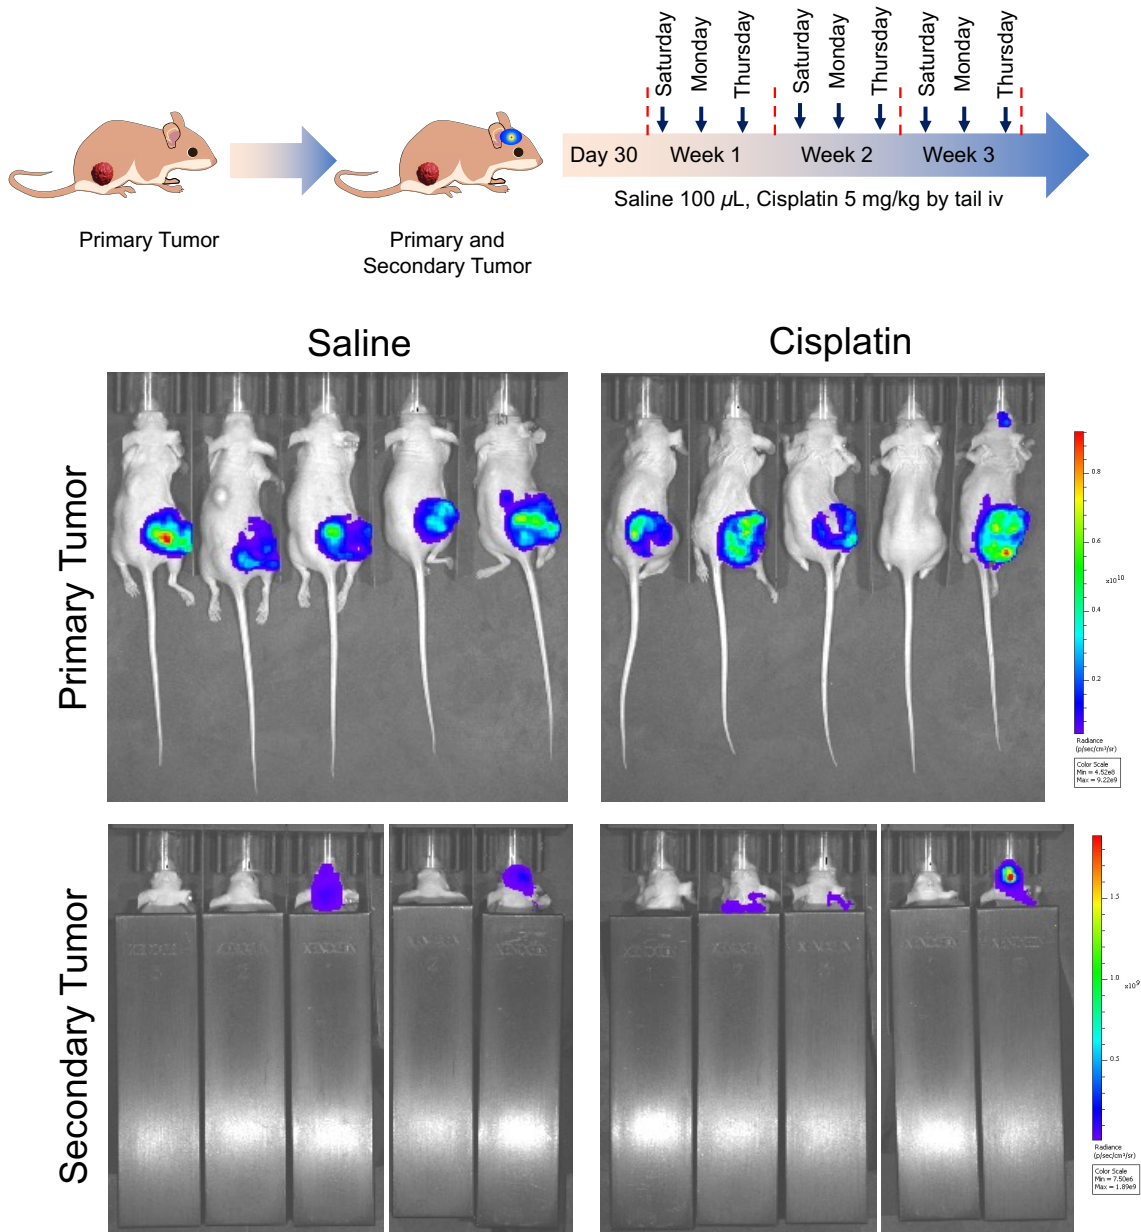 Saturday
Monday
Thursday
Saturday
Monday
Thursday
Saturday
Monday
Thursday
Day 30
Week 1
Week 2
Week 3
Saline 100 µL, Cisplatin 5 mg/kg by tail iv
Primary Tumor
Primary and
Secondary Tumor
Saline
Cisplatin
Primary Tumor
0.8
0.6
x10¹⁰
0.4
0.2
Radiance
(p/sec/cm²/sr)
Color Scale
Min = 4.52e8
Max = 9.22e9
Secondary Tumor
1.5
1.0
x10⁹
0.5
Radiance
(p/sec/cm²/sr)
Color Scale
Min = 7.50e6
Max = 1.89e9